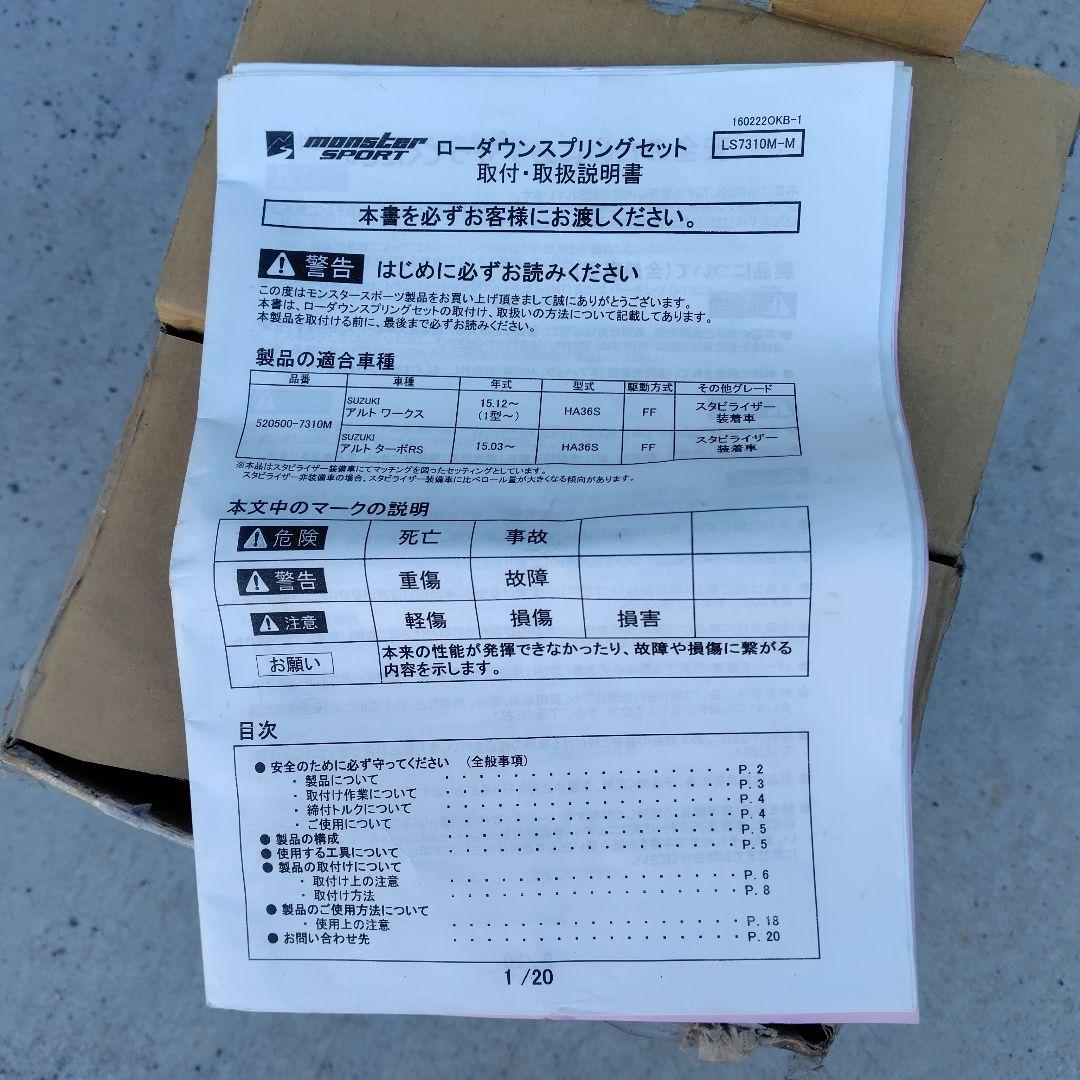 160222OKB-1
monster SPORT ローダウンスプリングセット LS7310M-M
取付・取扱説明書
本書を必ずお客様にお渡しください。
警告 はじめに必ずお読みください
この度はモンスタースポーツ製品をお買い上げ頂きまして誠にありがとうございます。
本書は、ローダウンスプリングセットの取付け、取扱いの方法について記載してあります。
本製品を取付ける前に、最後まで必ずお読みください。
製品の適合車種
品番 車種 年式 型式 駆動方式 その他グレード
520500-7310M
SUZUKI アルト ワークス 15.12～ (1型～) HA36S FF スタビライザー 装着車
SUZUKI アルト ターボRS 15.03～ HA36S FF スタビライザー 装着車
※本品はスタビライザー装備車にてマッチングを図ったセッティングとしています。
スタビライザー非装備車の場合、スタビライザー装備車に比べロール量が大きくなる傾向があります。
本文中のマークの説明
危険 死亡 事故
警告 重傷 故障
注意 軽傷 損傷 損害
お願い 本来の性能が発揮できなかったり、故障や損傷に繋がる
内容を示します。
目次
● 安全のために必ず守ってください （全般事項）
・ 製品について ・・・・・・・・・・・・・・・・・・・・ P. 2
・ 取付け作業について ・・・・・・・・・・・・・・・・・・・・ P. 3
・ 締付トルクについて ・・・・・・・・・・・・・・・・・・・・ P. 4
・ ご使用について ・・・・・・・・・・・・・・・・・・・・ P. 4
● 製品の構成 ・・・・・・・・・・・・・・・・・・・・ P. 5
● 使用する工具について ・・・・・・・・・・・・・・・・・・・・ P. 5
● 製品の取付けについて
・ 取付け上の注意 ・・・・・・・・・・・・・・・・・・・・ P. 6
・ 取付け方法 ・・・・・・・・・・・・・・・・・・・・ P. 8
● 製品のご使用方法について
・ 使用上の注意 ・・・・・・・・・・・・・・・・・・・・ P. 18
● お問い合わせ先 ・・・・・・・・・・・・・・・・・・・・ P. 20
1 /20